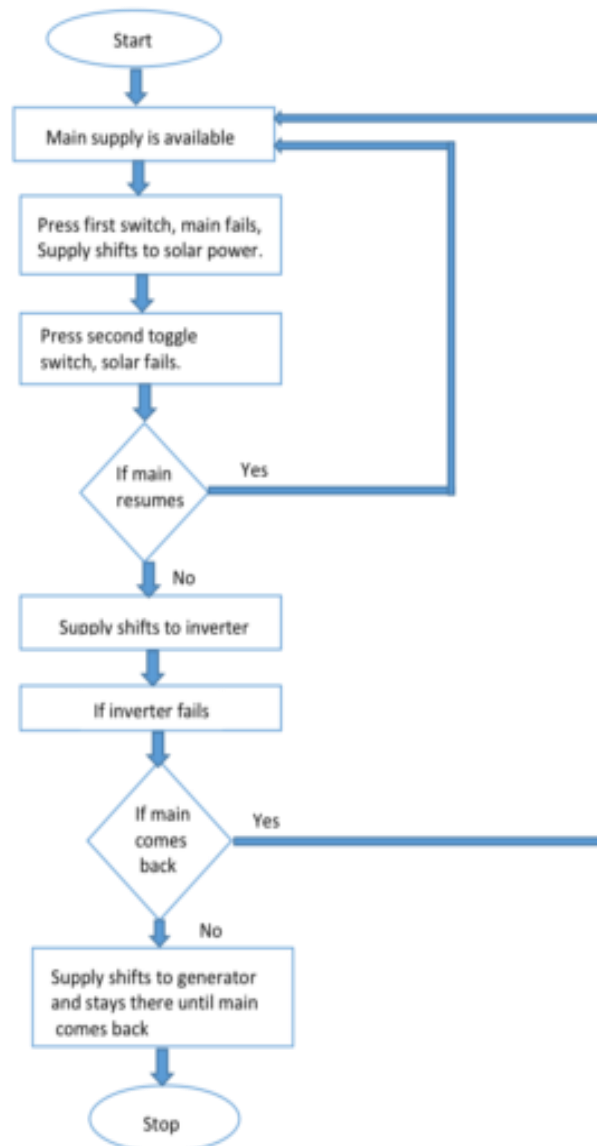 Start
Main supply is available
Press first switch, main fails,
Supply shifts to solar power.
Press second toggle
switch, solar fails.
If main
resumes
Yes
No
Supply shifts to inverter
If inverter fails
If main
comes
back
Yes
No
Supply shifts to generator
and stays there until main
comes back
Stop